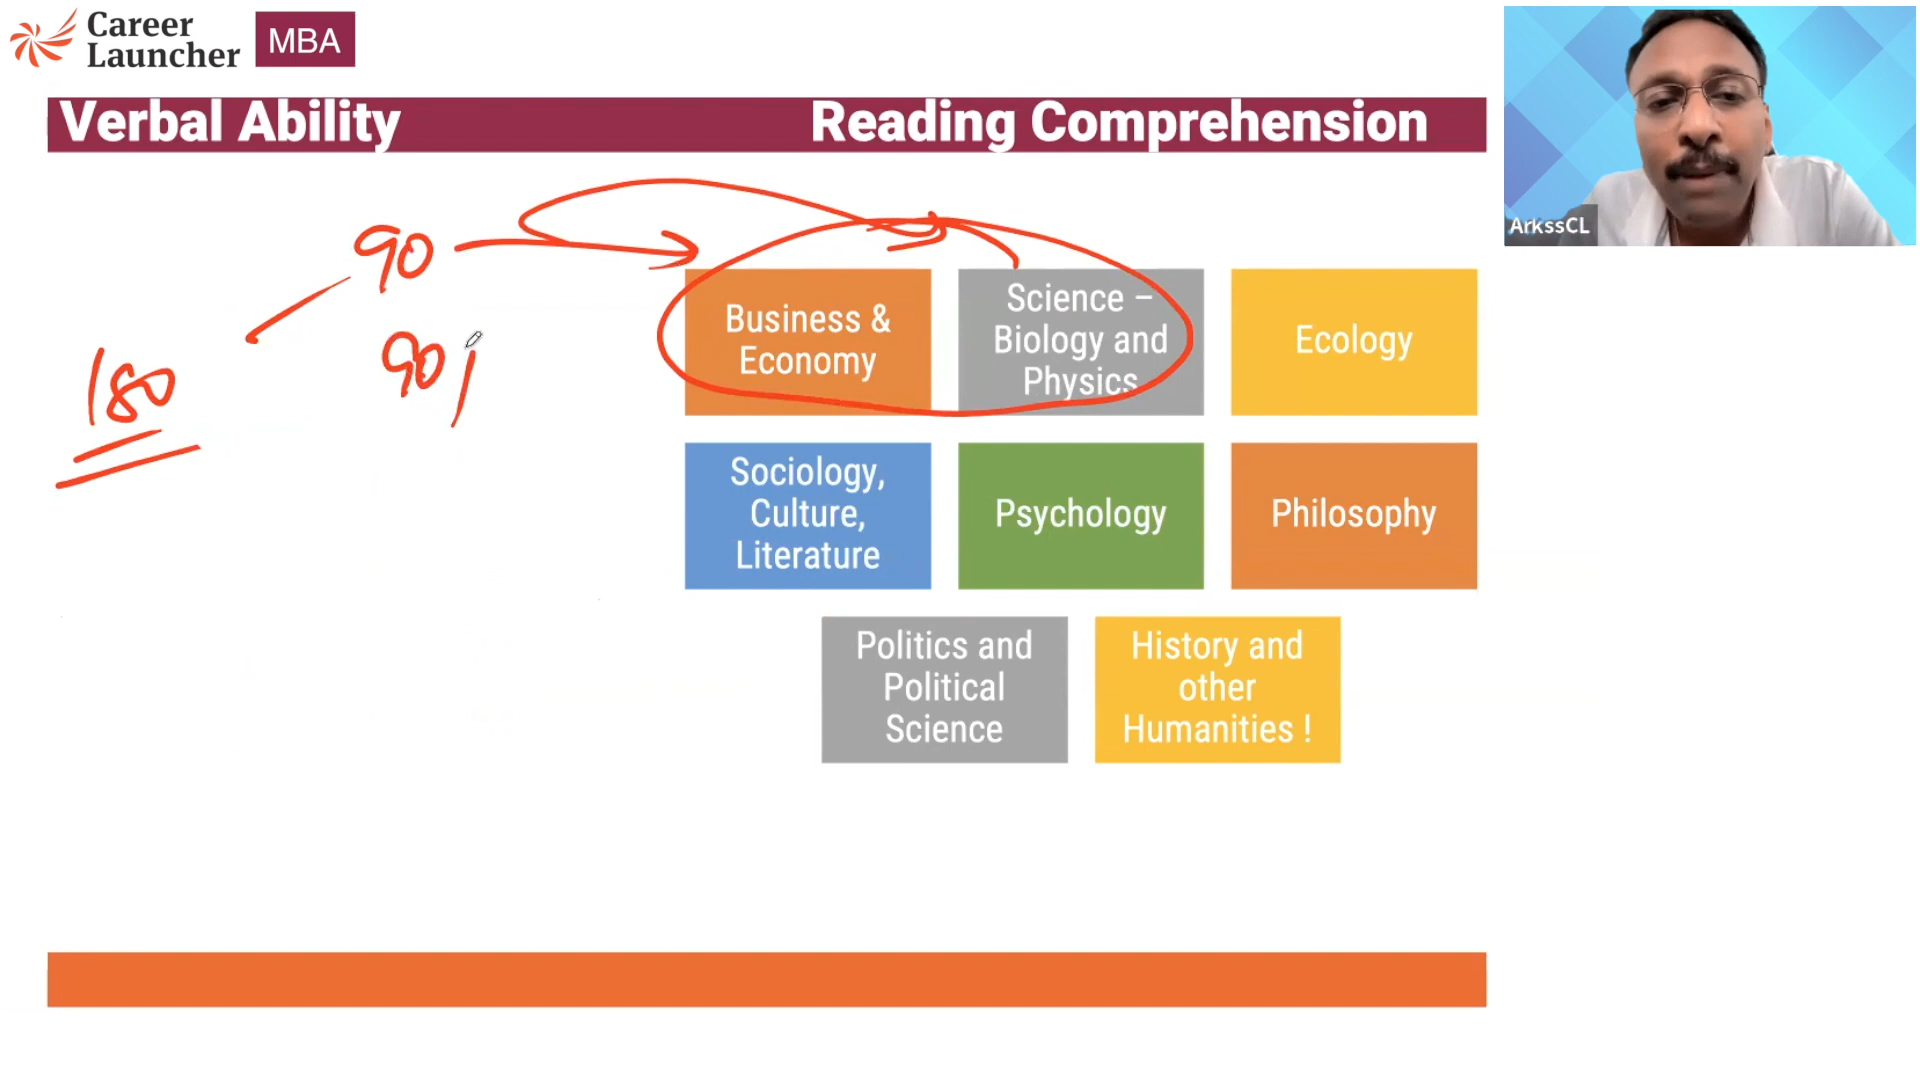 Career
Launcher
MBA
Verbal Ability
Reading Comprehension
ArkssCL
90
90
180
Business &
Economy
Science –
Biology and
Physics
Ecology
Sociology,
Culture,
Literature
Psychology
Philosophy
Politics and
Political
Science
History and
other
Humanities !